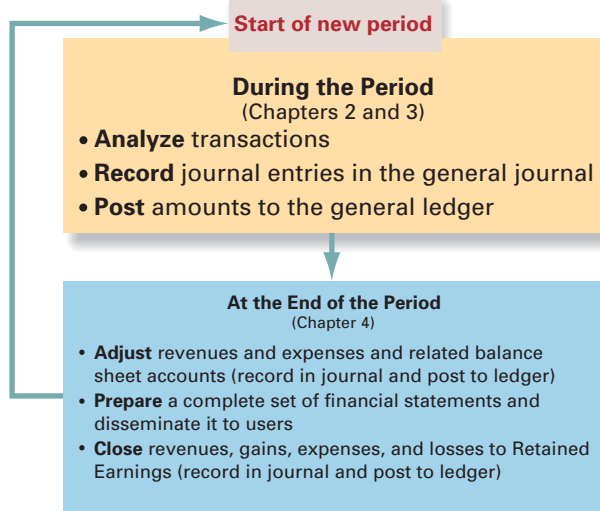 Start of new period
During the Period
(Chapters 2 and 3)
• Analyze transactions
• Record journal entries in the general journal
• Post amounts to the general ledger
At the End of the Period
(Chapter 4)
• Adjust revenues and expenses and related balance
sheet accounts (record in journal and post to ledger)
• Prepare a complete set of financial statements and
disseminate it to users
• Close revenues, gains, expenses, and losses to Retained
Earnings (record in journal and post to ledger)